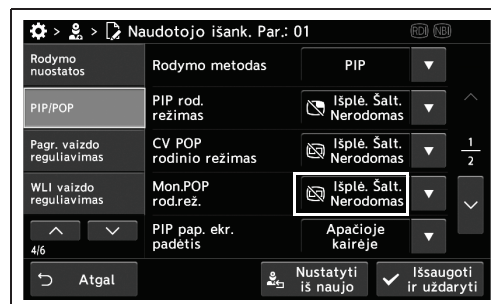 > > Naudotojo išank. Par.: 01 RDI NBI
Rodymo
nuostatos
Rodymo metodas
PIP
PIP/POP
PIP rod.
režimas
Išplė. Šalt.
Nerodomas
Pagr. vaizdo
reguliavimas
CV POP
rodinio režimas
Išplė. Šalt.
Nerodomas
1
2
WLI vaizdo
reguliavimas
Mon.POP
rod.rež.
Išplė. Šalt.
Nerodomas
4/6
PIP pap. ekr.
padėtis
Apačioje
kairėje
Atgal
Nustatyti
iš naujo
Išsaugoti
ir uždaryti